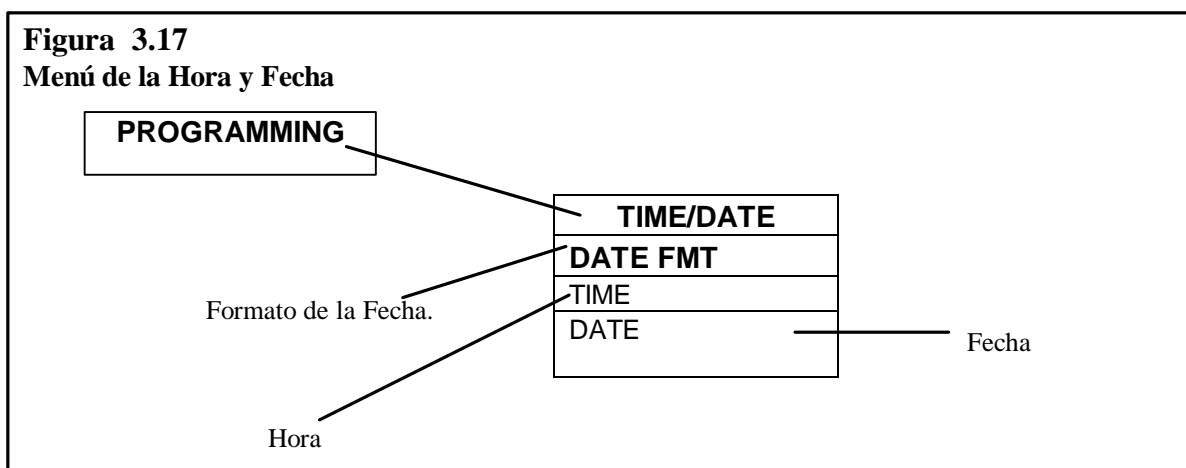 Figura 3.17
Menú de la Hora y Fecha
PROGRAMMING
TIME/DATE
DATE FMT
TIME
DATE
Formato de la Fecha.
Fecha
Hora